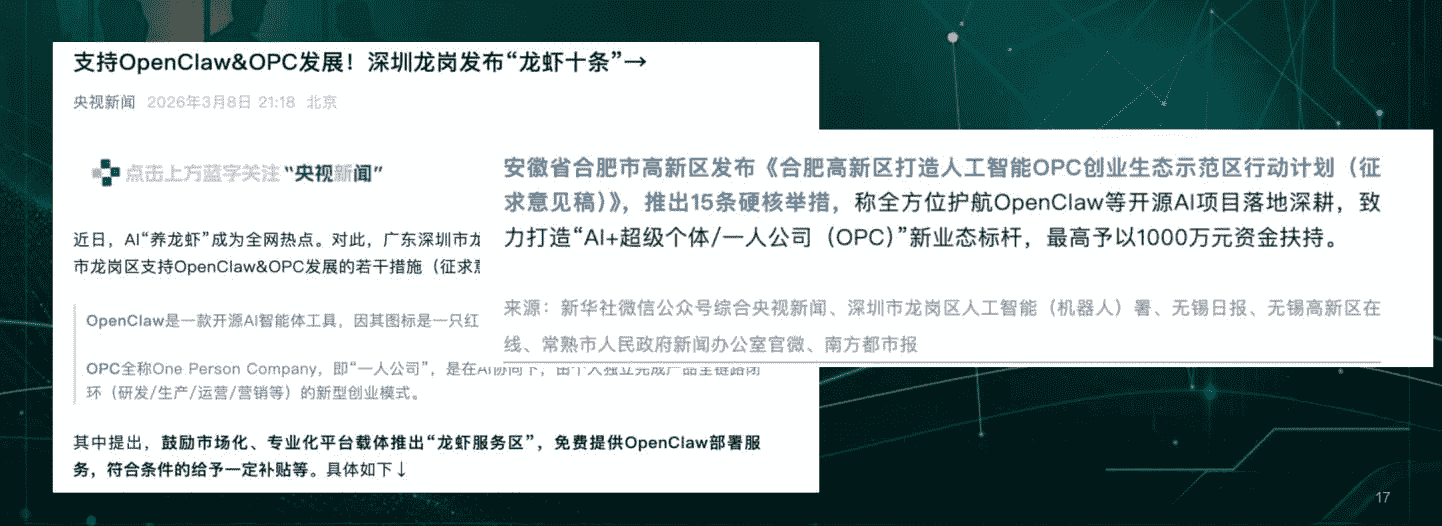 支持OpenClaw&OPC发展！深圳龙岗发布“龙虾十条”→
央视新闻 2026年3月8日 21:18 北京
点击上方蓝字关注“央视新闻”
近日，AI“养龙虾”成为全网热点。对此，广东深圳市龙
市龙岗区支持OpenClaw&OPC发展的若干措施（征求意
OpenClaw是一款开源AI智能体工具，因其图标是一只红
OPC全称One Person Company，即“一人公司”，是在AI协同下，由个人独立完成产品全链路闭
环（研发/生产/运营/营销等）的新型创业模式。
其中提出，鼓励市场化、专业化平台载体推出“龙虾服务区”，免费提供OpenClaw部署服
务，符合条件的给予一定补贴等。具体如下↓
安徽省合肥市高新区发布《合肥高新区打造人工智能OPC创业生态示范区行动计划（征
求意见稿）》，推出15条硬核举措，称全方位护航OpenClaw等开源AI项目落地深耕，致
力打造“AI+超级个体/一人公司（OPC）”新业态标杆，最高予以1000万元资金扶持。
来源：新华社微信公众号综合央视新闻、深圳市龙岗区人工智能（机器人）署、无锡日报、无锡高新区在
线、常熟市人民政府新闻办公室官微、南方都市报
17